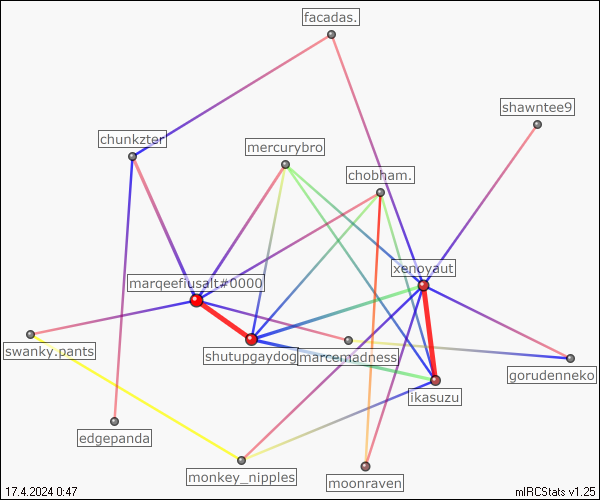 facadas.
shawntee9
chunkzter
mercurybro
chobham.
xenoyaut
marqeefiusalt#0000
swanky.pants
shutupgaydog
marcemadness
gorudenneko
ikasuzu
edgepanda
monkey_nipples
moonraven
17.4.2024 0:47
mIRCStats v1.25